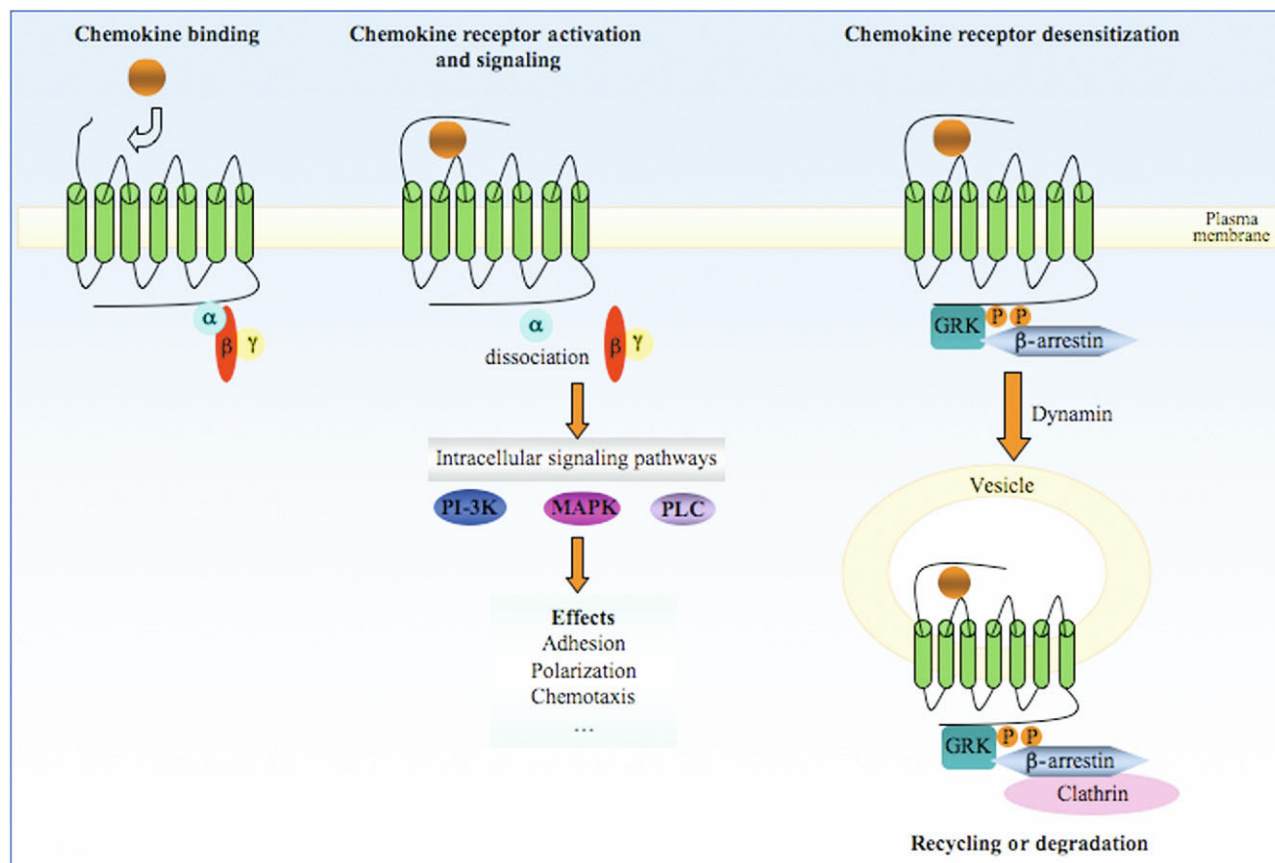 Chemokine binding
α
β
γ
Chemokine receptor activation
and signaling
α
β
γ
dissociation
Intracellular signaling pathways
PI-3K
MAPK
PLC
Effects
Adhesion
Polarization
Chemotaxis
...
Chemokine receptor desensitization
Plasma
membrane
GRK
P
P
β-arrestin
Dynamin
Vesicle
GRK
P
P
β-arrestin
Clathrin
Recycling or degradation